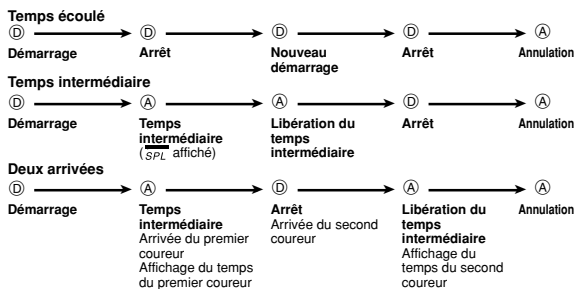 Temps écoulé
Ⓓ Ⓓ Ⓓ Ⓓ Ⓐ
Démarrage Arrêt Nouveau démarrage Arrêt Annulation
Temps intermédiaire
Ⓓ Ⓐ Ⓐ Ⓓ Ⓐ
Démarrage Temps intermédiaire (SPL affiché) Libération du temps intermédiaire Arrêt Annulation
Deux arrivées
Ⓓ Ⓐ Ⓓ Ⓐ Ⓐ
Démarrage Temps intermédiaire Arrivée du premier coureur Affichage du temps du premier coureur Arrêt Arrivée du second coureur Libération du temps intermédiaire Affichage du temps du second coureur Annulation